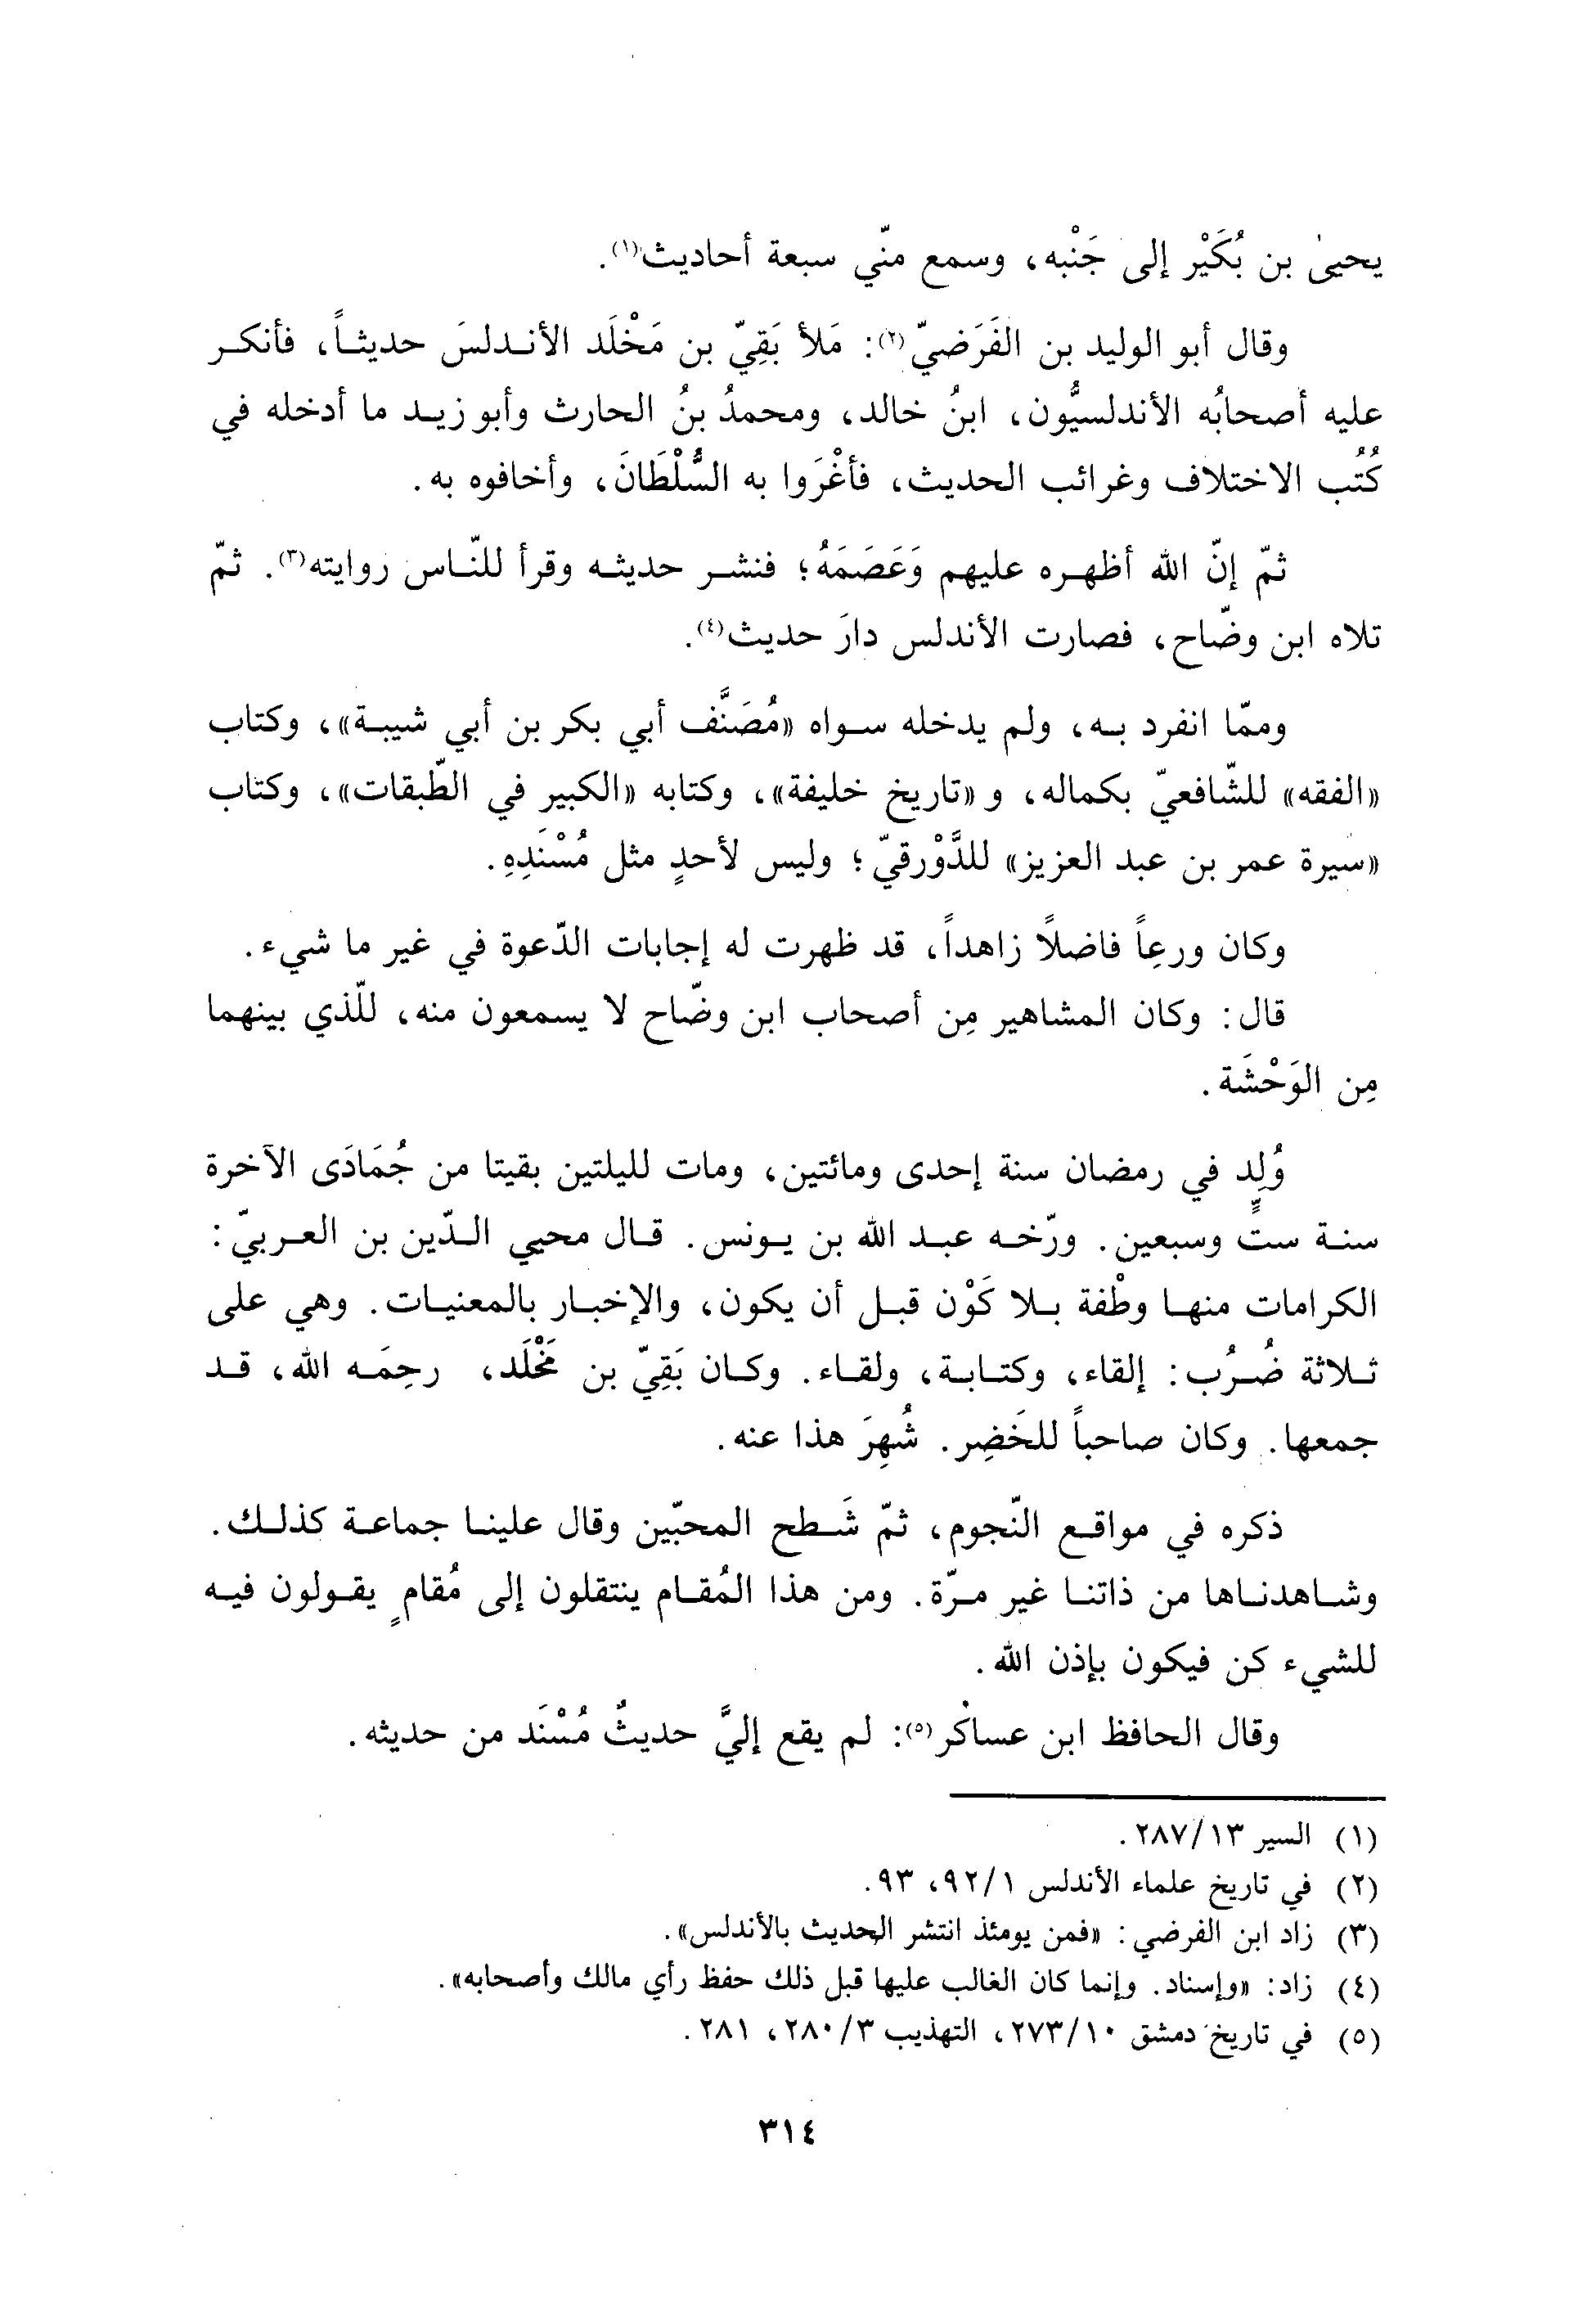 يحيىٰ بن بُكَيْر إلى جَنْبه، وسمع منّي سبعة أحاديث(١).
وقال أبو الوليد بن الفَرَضيّ(٢): مَلأ بَقِيّ بن مَخْلَد الأندلسَ حديثاً، فأنكر
عليه أصحابُه الأندلسيُّون، ابنُ خالد، ومحمدُ بنُ الحارث وأبو زيد ما أدخله في
كُتُب الاختلاف وغرائب الحديث، فأغْرَوا به السُّلْطَانَ، وأخافوه به.
ثمّ إنّ الله أظهره عليهم وَعَصَمَهُ؛ فنشر حديثه وقرأ للنّاس روايته(٣). ثمّ
تلاه ابن وضّاح، فصارت الأندلس دارَ حديث(٤).
وممّا انفرد به، ولم يدخله سواه «مُصَنَّف أبي بكر بن أبي شيبة»، وكتاب
«الفقه» للشّافعيّ بكماله، و «تاريخ خليفة»، وكتابه «الكبير في الطّبقات»، وكتاب
«سيرة عمر بن عبد العزيز» للدَّوْرقيّ؛ وليس لأحدٍ مثل مُسْنَدِهِ.
وكان ورعِاً فاضلاً زاهداً، قد ظهرت له إجابات الدّعوة في غير ما شيء.
قال: وكان المشاهير مِن أصحاب ابن وضّاح لا يسمعون منه، للّذي بينهما
مِن الوَحْشَة.
وُلِد في رمضان سنة إحدى ومائتين، ومات لليلتين بقيتا من جُمَادَى الآخرة
سنة ستٍّ وسبعين. ورّخه عبد الله بن يونس. قال محيي الدّين بن العربيّ:
الكرامات منها وطْفة بلا كَوْن قبل أن يكون، والإخبار بالمعنيات. وهي على
ثلاثة ضُرُب: إلقاء، وكتابة، ولقاء. وكان بَقِيّ بن مَخْلَد، رحِمَه الله، قد
جمعها. وكان صاحباً للخَضِر. شُهِرَ هذا عنه.
ذكره في مواقع النّجوم، ثمّ شَطح المحبّين وقال علينا جماعة كذلك.
وشاهدناها من ذاتنا غير مرّة. ومن هذا المُقام ينتقلون إلى مُقامٍ يقولون فيه
للشيء كن فيكون بإذن الله.
وقال الحافظ ابن عساكر(٥): لم يقع إليَّ حديثٌ مُسْنَد من حديثه.
(١) السير ٢٨٧/١٣.
(٢) في تاريخ علماء الأندلس ٩٢/١، ٩٣.
(٣) زاد ابن الفرضي: «فمن يومئذ انتشر الحديث بالأندلس».
(٤) زاد: «وإسناد. وإنما كان الغالب عليها قبل ذلك حفظ رأي مالك وأصحابه».
(٥) في تاريخ دمشق ٢٧٣/١٠، التهذيب ٢٨٠/٣، ٢٨١.
٣١٤